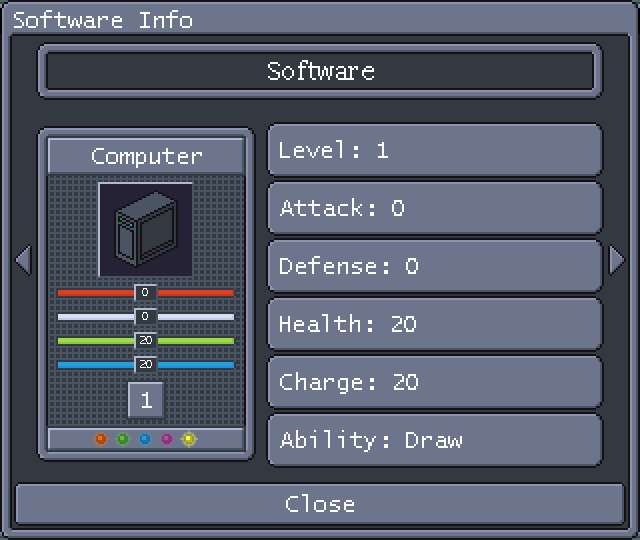 Software Info
Software
Computer
0
0
20
20
1
Level: 1
Attack: 0
Defense: 0
Health: 20
Charge: 20
Ability: Draw
Close